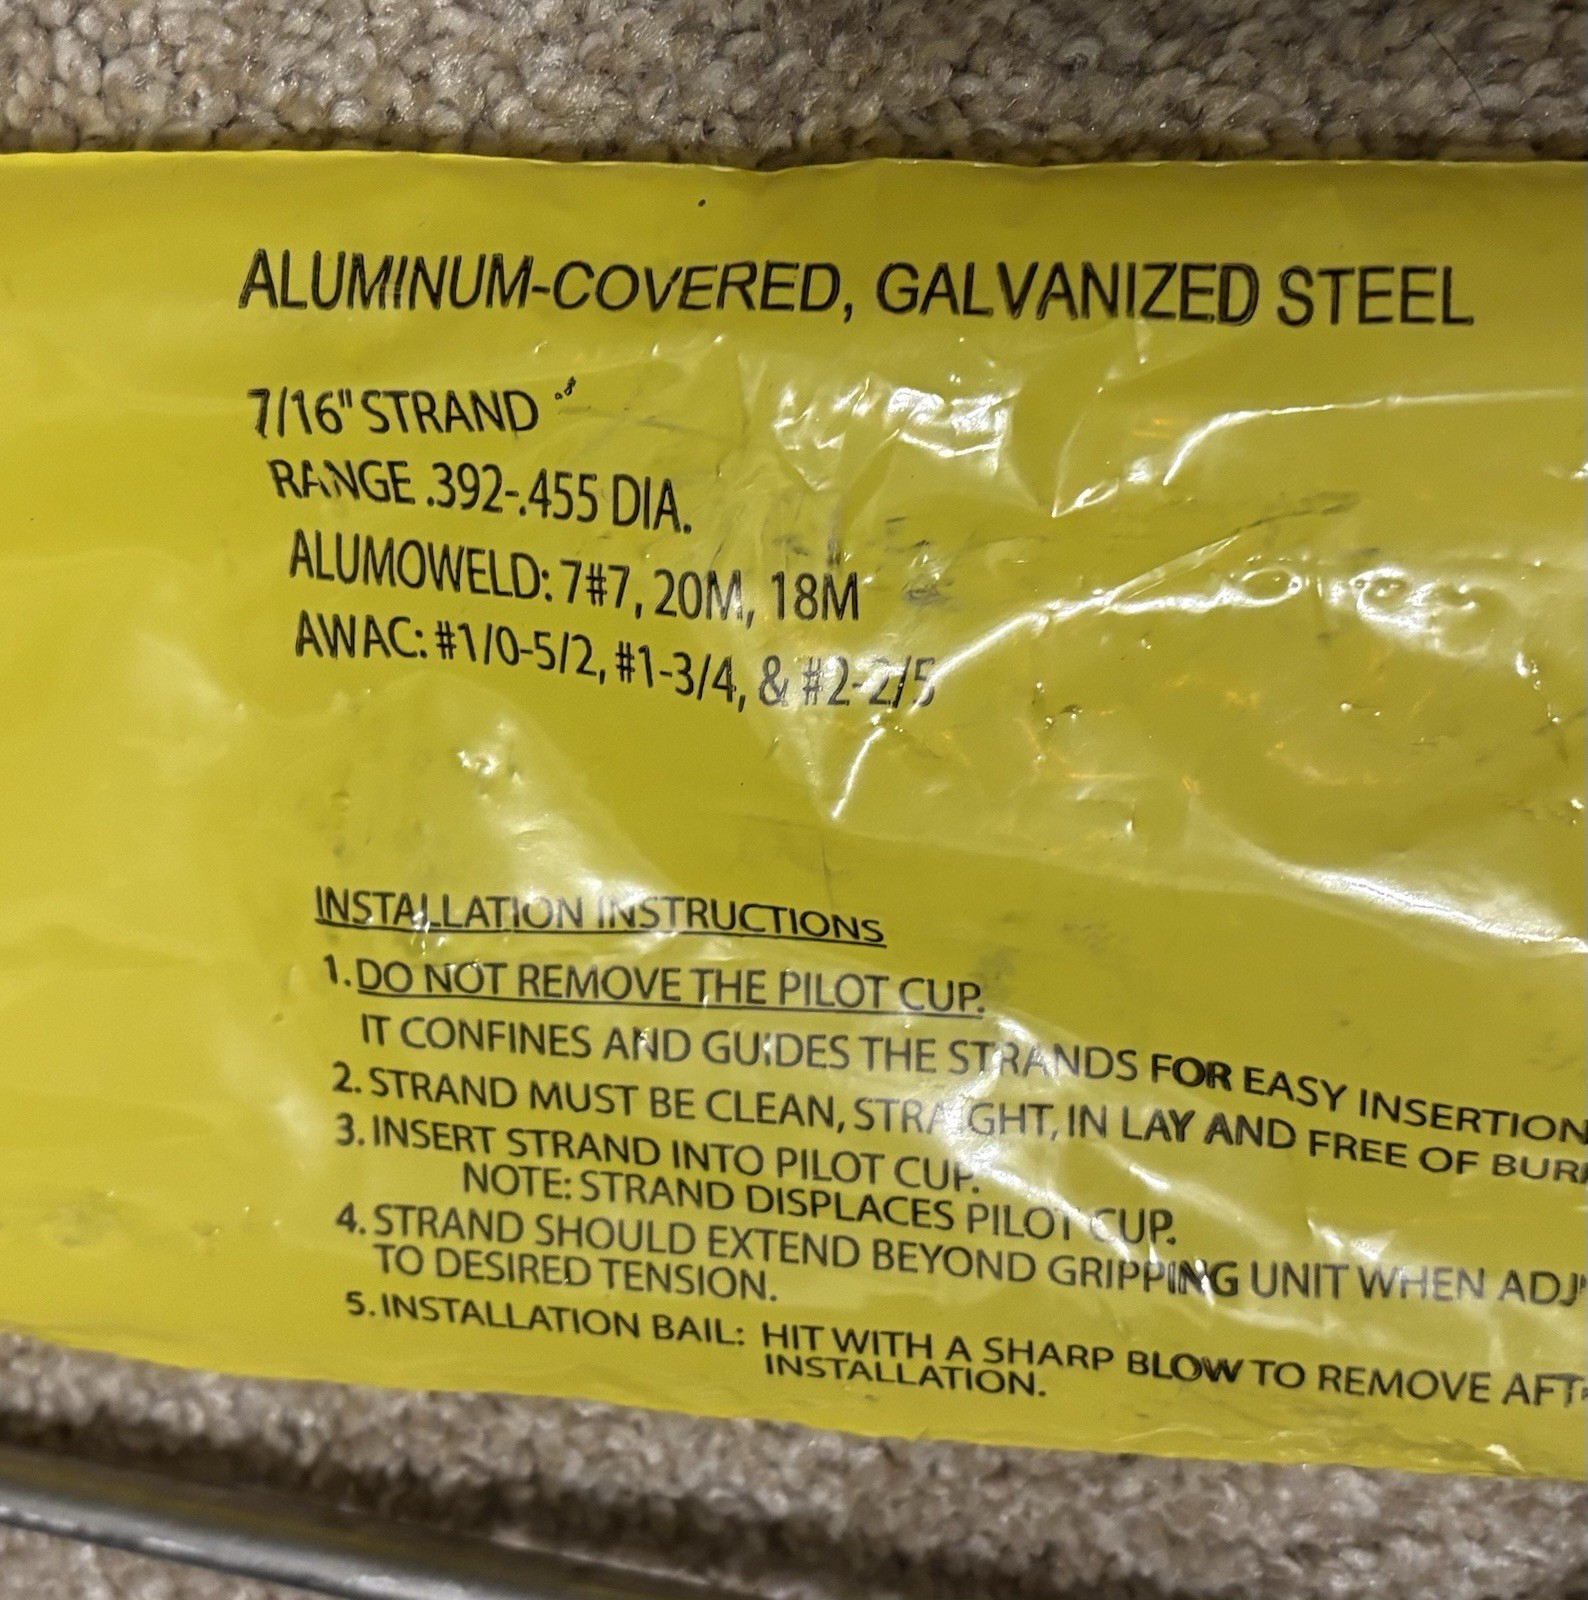 ALUMINUM-COVERED, GALVANIZED STEEL
7/16" STRAND
RANGE .392-.455 DIA.
ALUMOWELD: 7#7, 20M, 18M
AWAC: #1/0-5/2, #1-3/4, & #2-2/5
INSTALLATION INSTRUCTIONS
1. DO NOT REMOVE THE PILOT CUP.
IT CONFINES AND GUIDES THE STRANDS FOR EASY INSERTION
2. STRAND MUST BE CLEAN, STRAIGHT, IN LAY AND FREE OF
3. INSERT STRAND INTO PILOT CUP.
NOTE: STRAND DISPLACES PILOT CUP.
4. STRAND SHOULD EXTEND BEYOND GRIPPING UNIT WHEN
TO DESIRED TENSION.
5. INSTALLATION BAIL: HIT WITH A SHARP BLOW TO REMOVE
INSTALLATION.